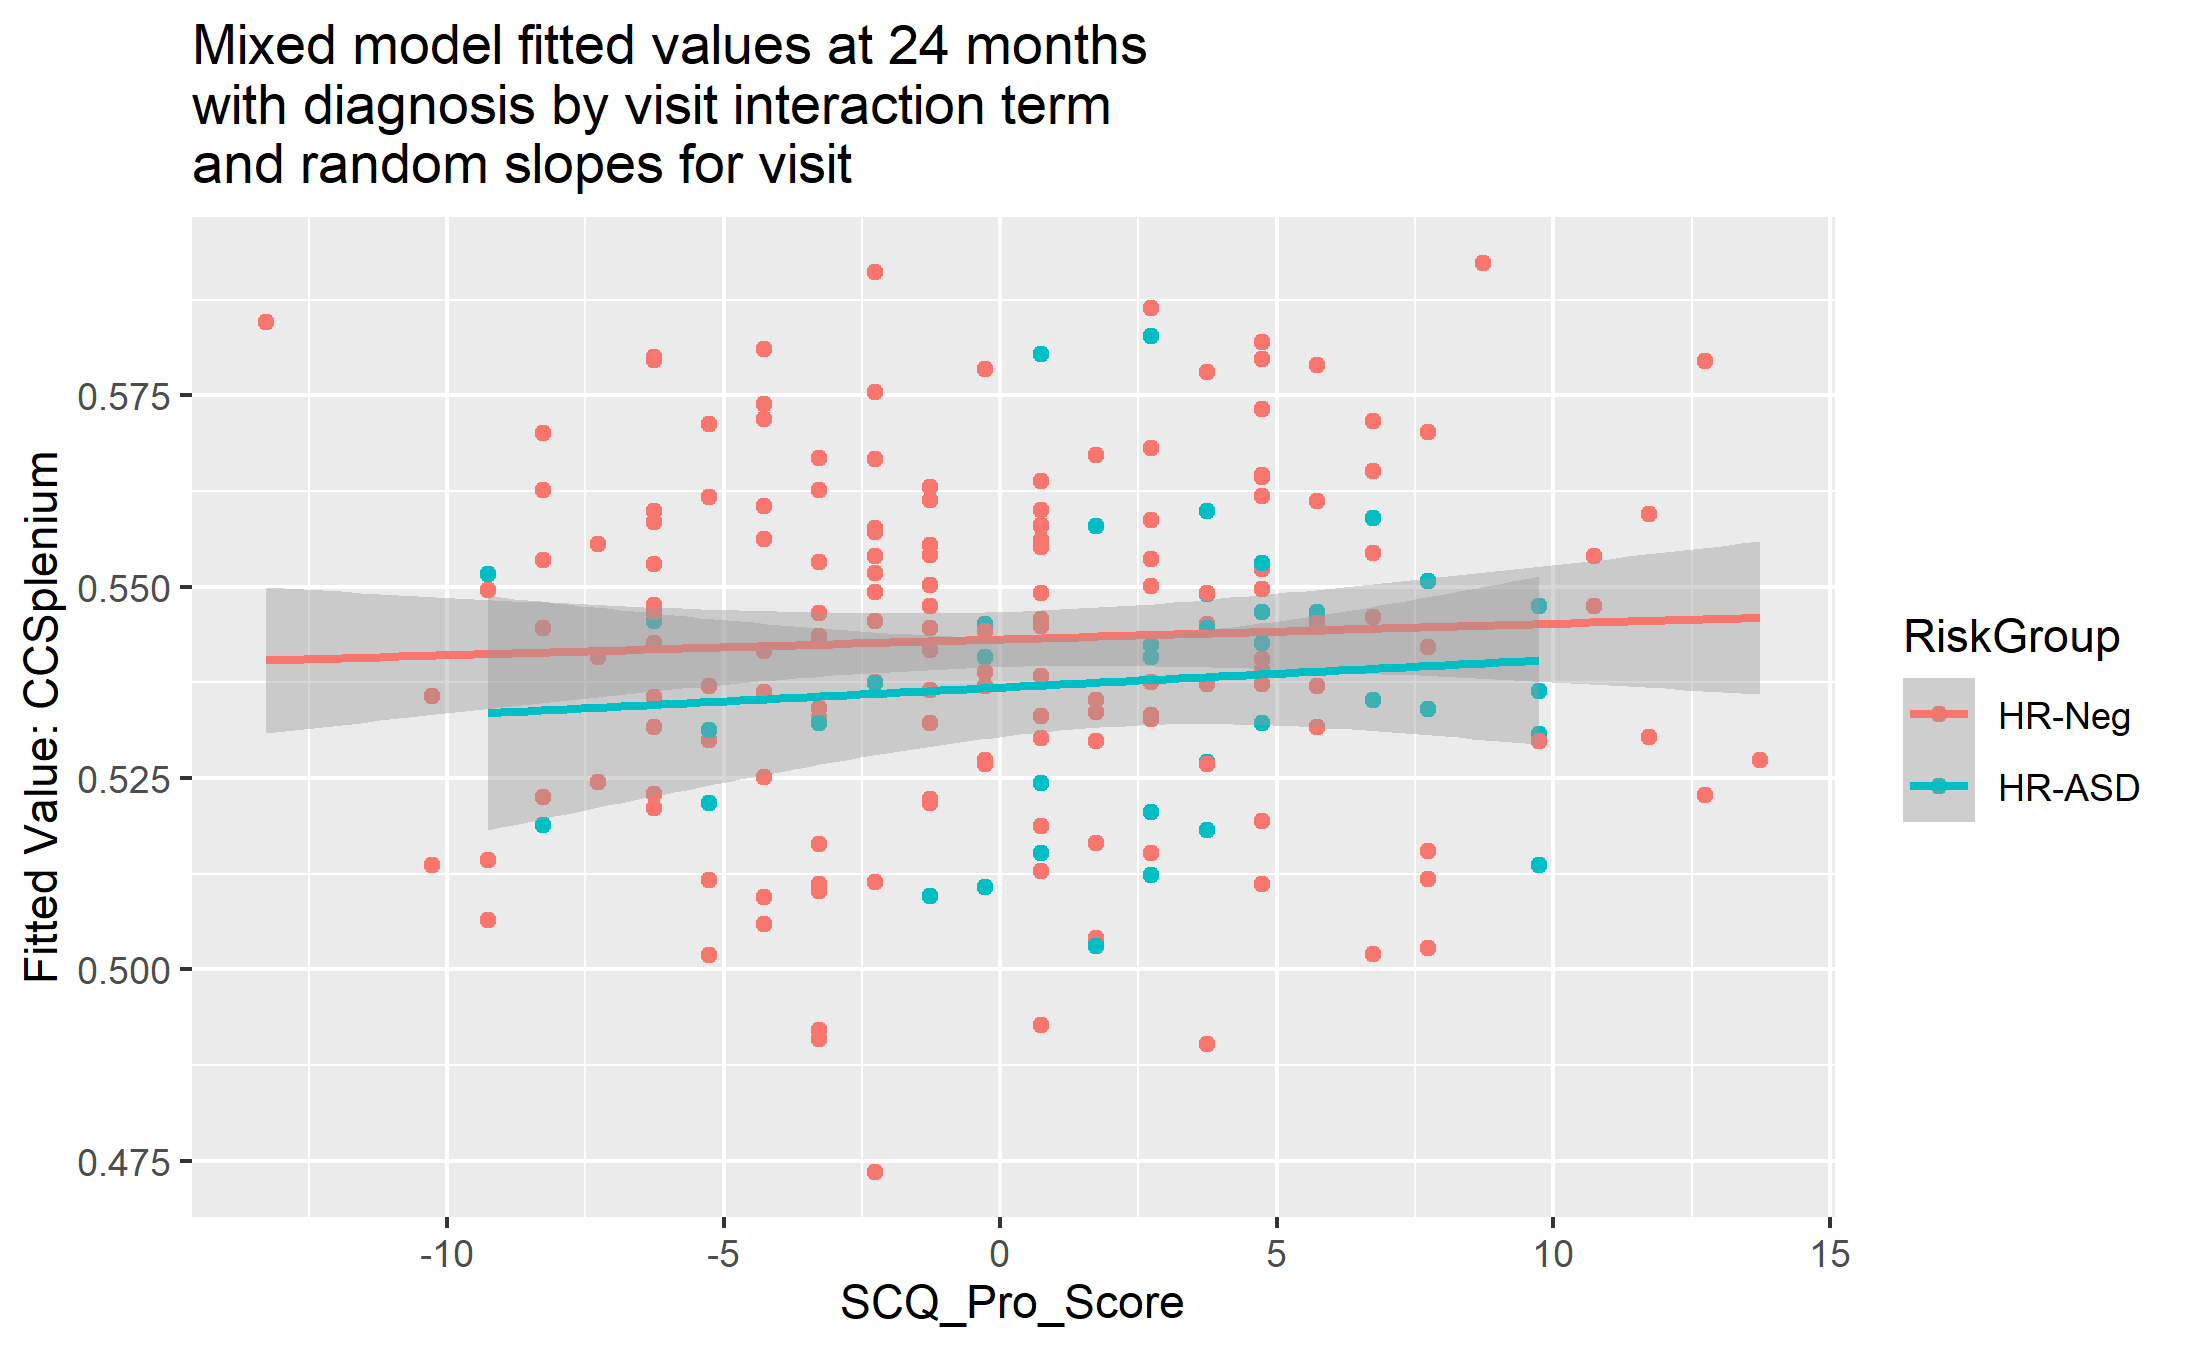 Mixed model fitted values at 24 months
with diagnosis by visit interaction term
and random slopes for visit
Fitted Value: CCSplenium
0.575
0.550
0.525
0.500
0.475
-10
-5
0
5
10
15
SCQ_Pro_Score
RiskGroup
HR-Neg
HR-ASD